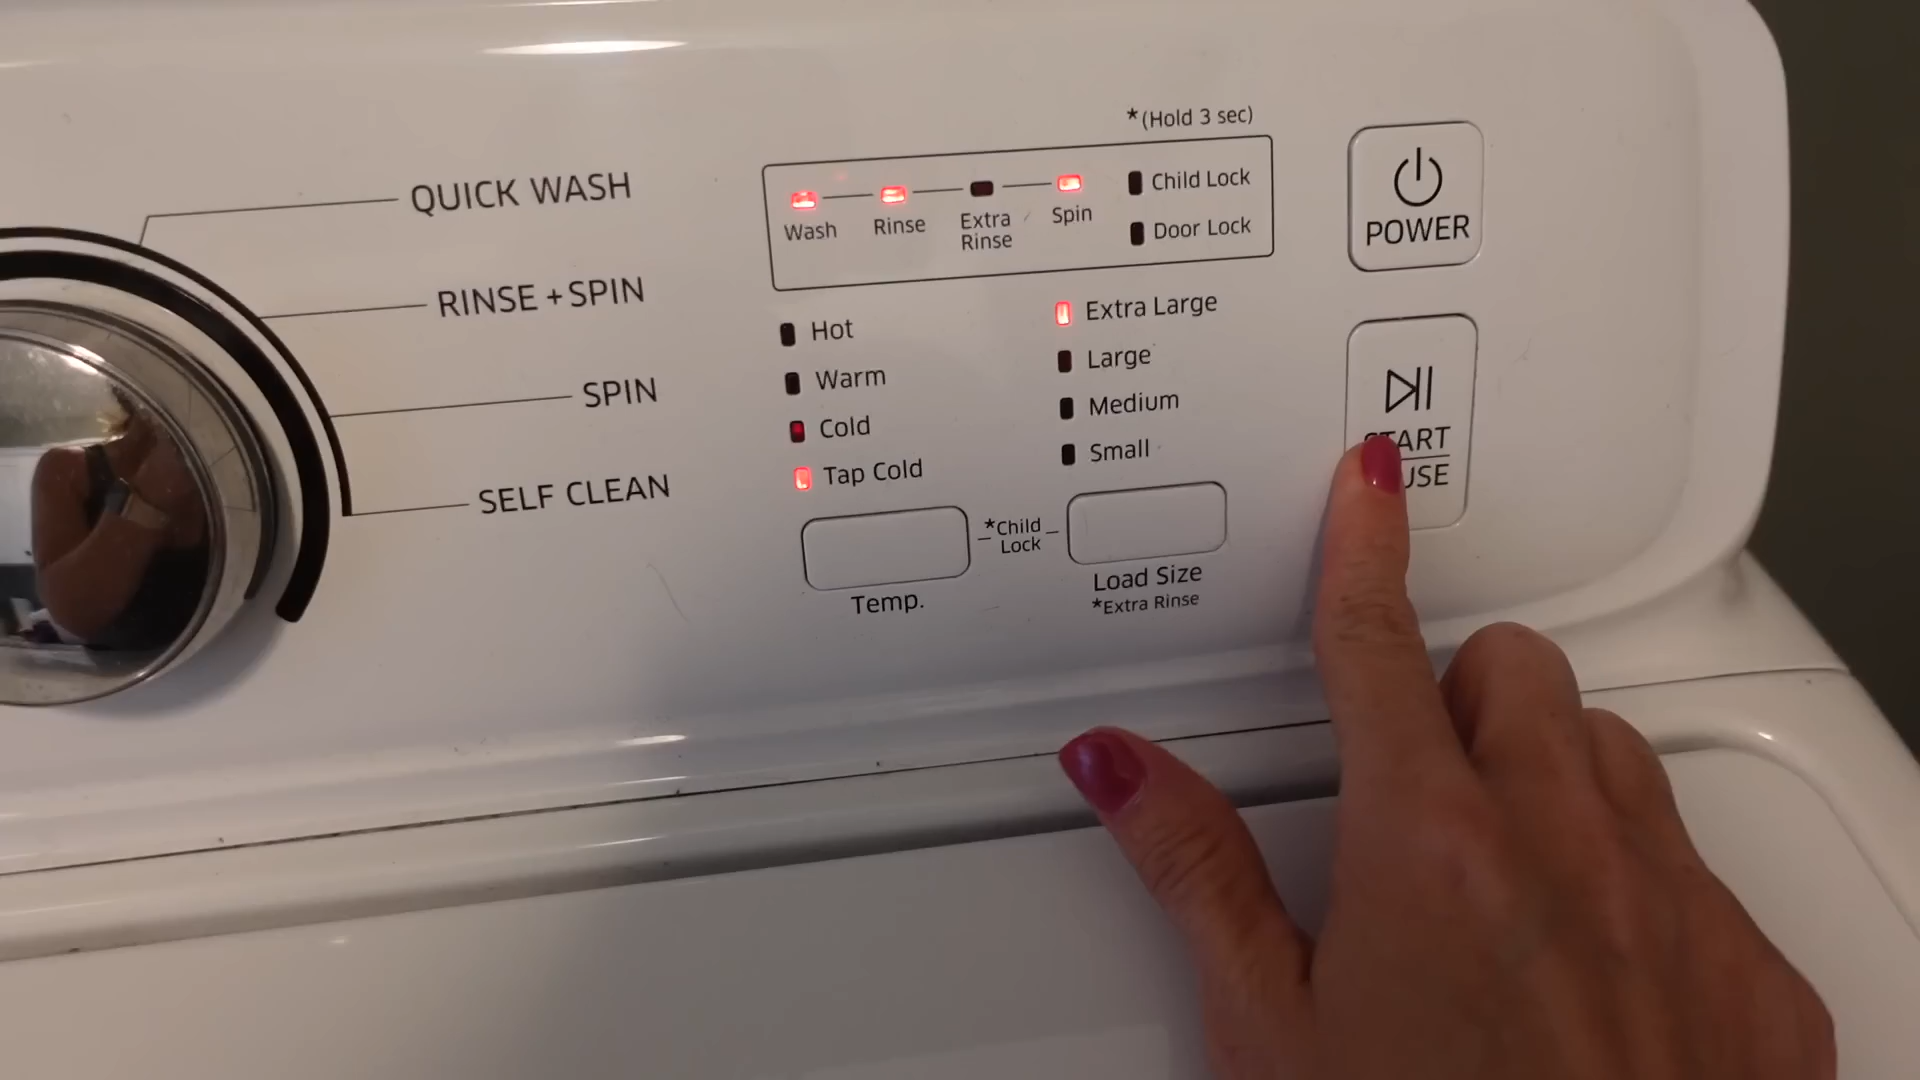 QUICK WASH
RINSE + SPIN
SPIN
SELF CLEAN
*(Hold 3 sec)
Wash
Rinse
Extra
Rinse
Spin
Child Lock
Door Lock
Hot
Warm
Cold
Tap Cold
Extra Large
Large
Medium
Small
*Child
Lock
Temp.
Load Size
*Extra Rinse
POWER
START